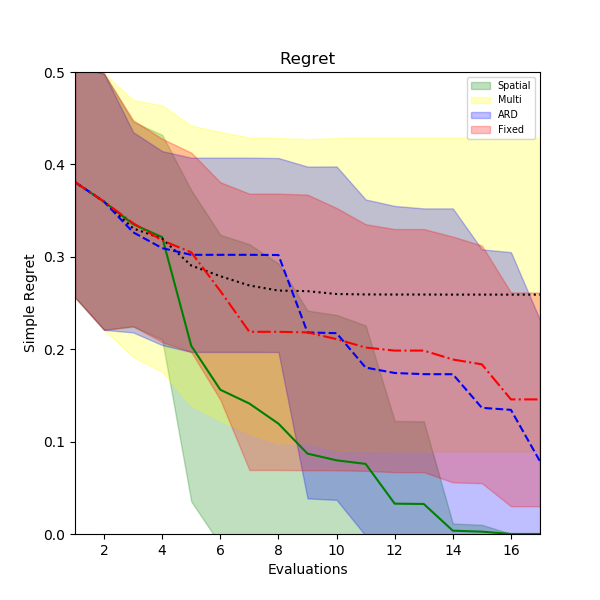 Regret
0.5
0.4
0.3
0.2
0.1
0.0
Simple Regret
Spatial
Multi
ARD
Fixed
2 4 6 8 10 12 14 16
Evaluations